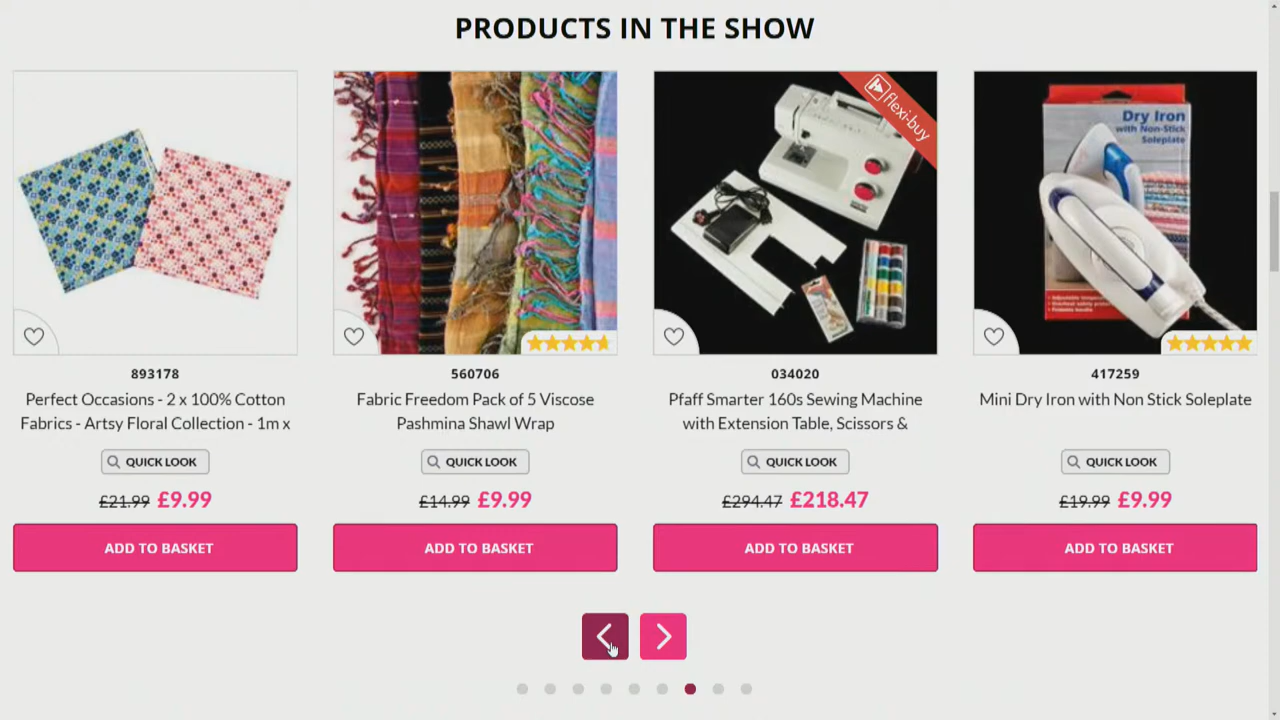 PRODUCTS IN THE SHOW
flexi-buy
Dry Iron
with Non-Stick
Soleplate
893178
Perfect Occasions - 2 x 100% Cotton
Fabrics - Artsy Floral Collection - 1m x
QUICK LOOK
£21.99 £9.99
ADD TO BASKET
560706
Fabric Freedom Pack of 5 Viscose
Pashmina Shawl Wrap
QUICK LOOK
£14.99 £9.99
ADD TO BASKET
034020
Pfaff Smarter 160s Sewing Machine
with Extension Table, Scissors &
QUICK LOOK
£294.47 £218.47
ADD TO BASKET
417259
Mini Dry Iron with Non Stick Soleplate
QUICK LOOK
£19.99 £9.99
ADD TO BASKET